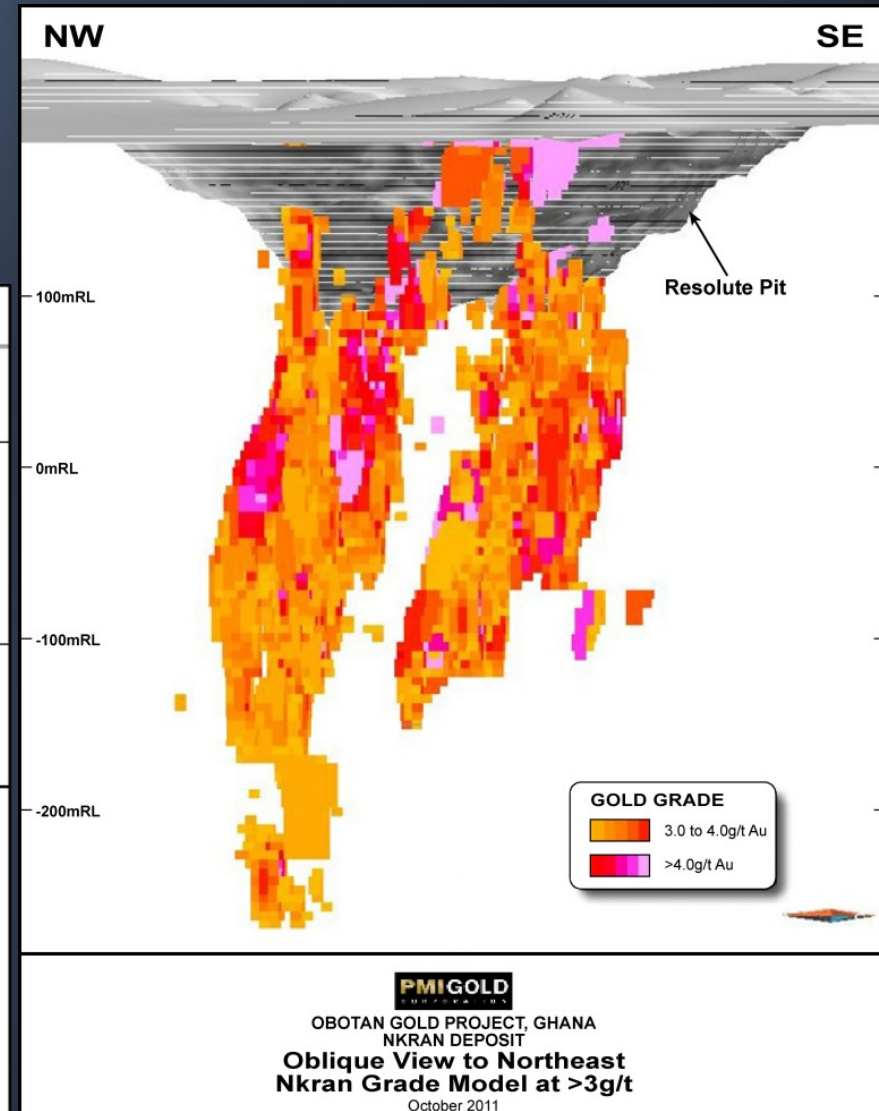 NW
SE
Resolute Pit
100mRL
0mRL
-100mRL
-200mRL
GOLD GRADE
3.0 to 4.0g/t Au
>4.0g/t Au
PMIGOLD
CORPORATION
OBOTAN GOLD PROJECT, GHANA
NKRAN DEPOSIT
Oblique View to Northeast
Nkran Grade Model at >3g/t
October 2011